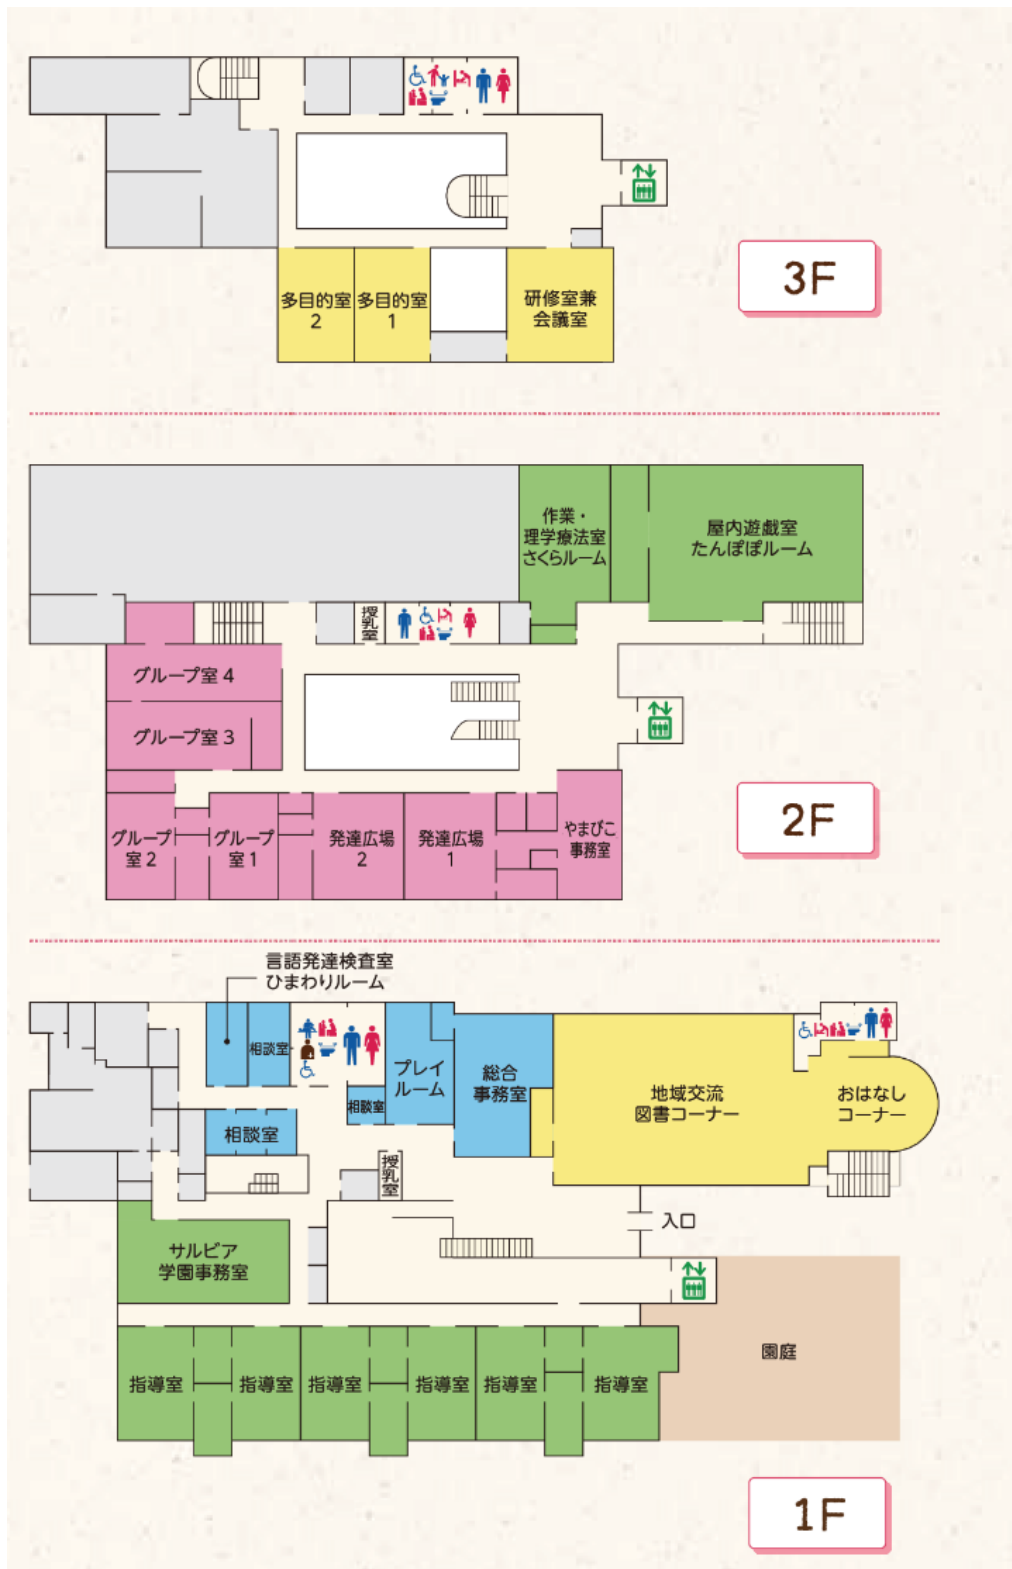 多目的室
2
多目的室
1
研修室兼
会議室
3F
作業・
理学療法室
さくらルーム
屋内遊戯室
たんぽぽルーム
授乳室
グループ室 4
グループ室 3
グループ
室 2
グループ
室 1
発達広場
2
発達広場
1
やまびこ
事務室
2F
言語発達検査室
ひまわりルーム
相談室
相談室
プレイ
ルーム
総合
事務室
地域交流
図書コーナー
おはなし
コーナー
相談室
授乳室
入口
サルビア
学園事務室
園庭
指導室
指導室
指導室
指導室
指導室
指導室
1F